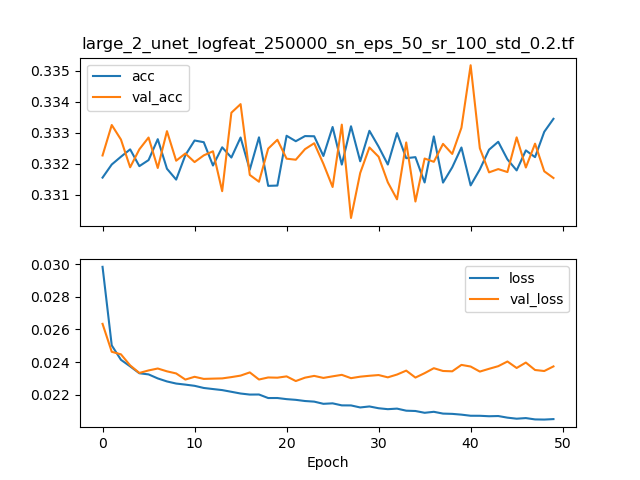 large_2_unet_logfeat_250000_sn_eps_50_sr_100_std_0.2.tf
acc
val_acc
0.335
0.334
0.333
0.332
0.331
loss
val_loss
0.030
0.028
0.026
0.024
0.022
0 10 20 30 40 50
Epoch